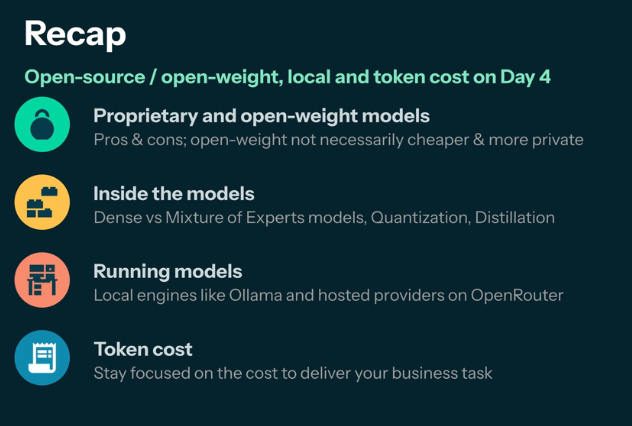 Recap
Open-source / open-weight, local and token cost on Day 4
Proprietary and open-weight models
Pros & cons; open-weight not necessarily cheaper & more private
Inside the models
Dense vs Mixture of Experts models, Quantization, Distillation
Running models
Local engines like Ollama and hosted providers on OpenRouter
Token cost
Stay focused on the cost to deliver your business task